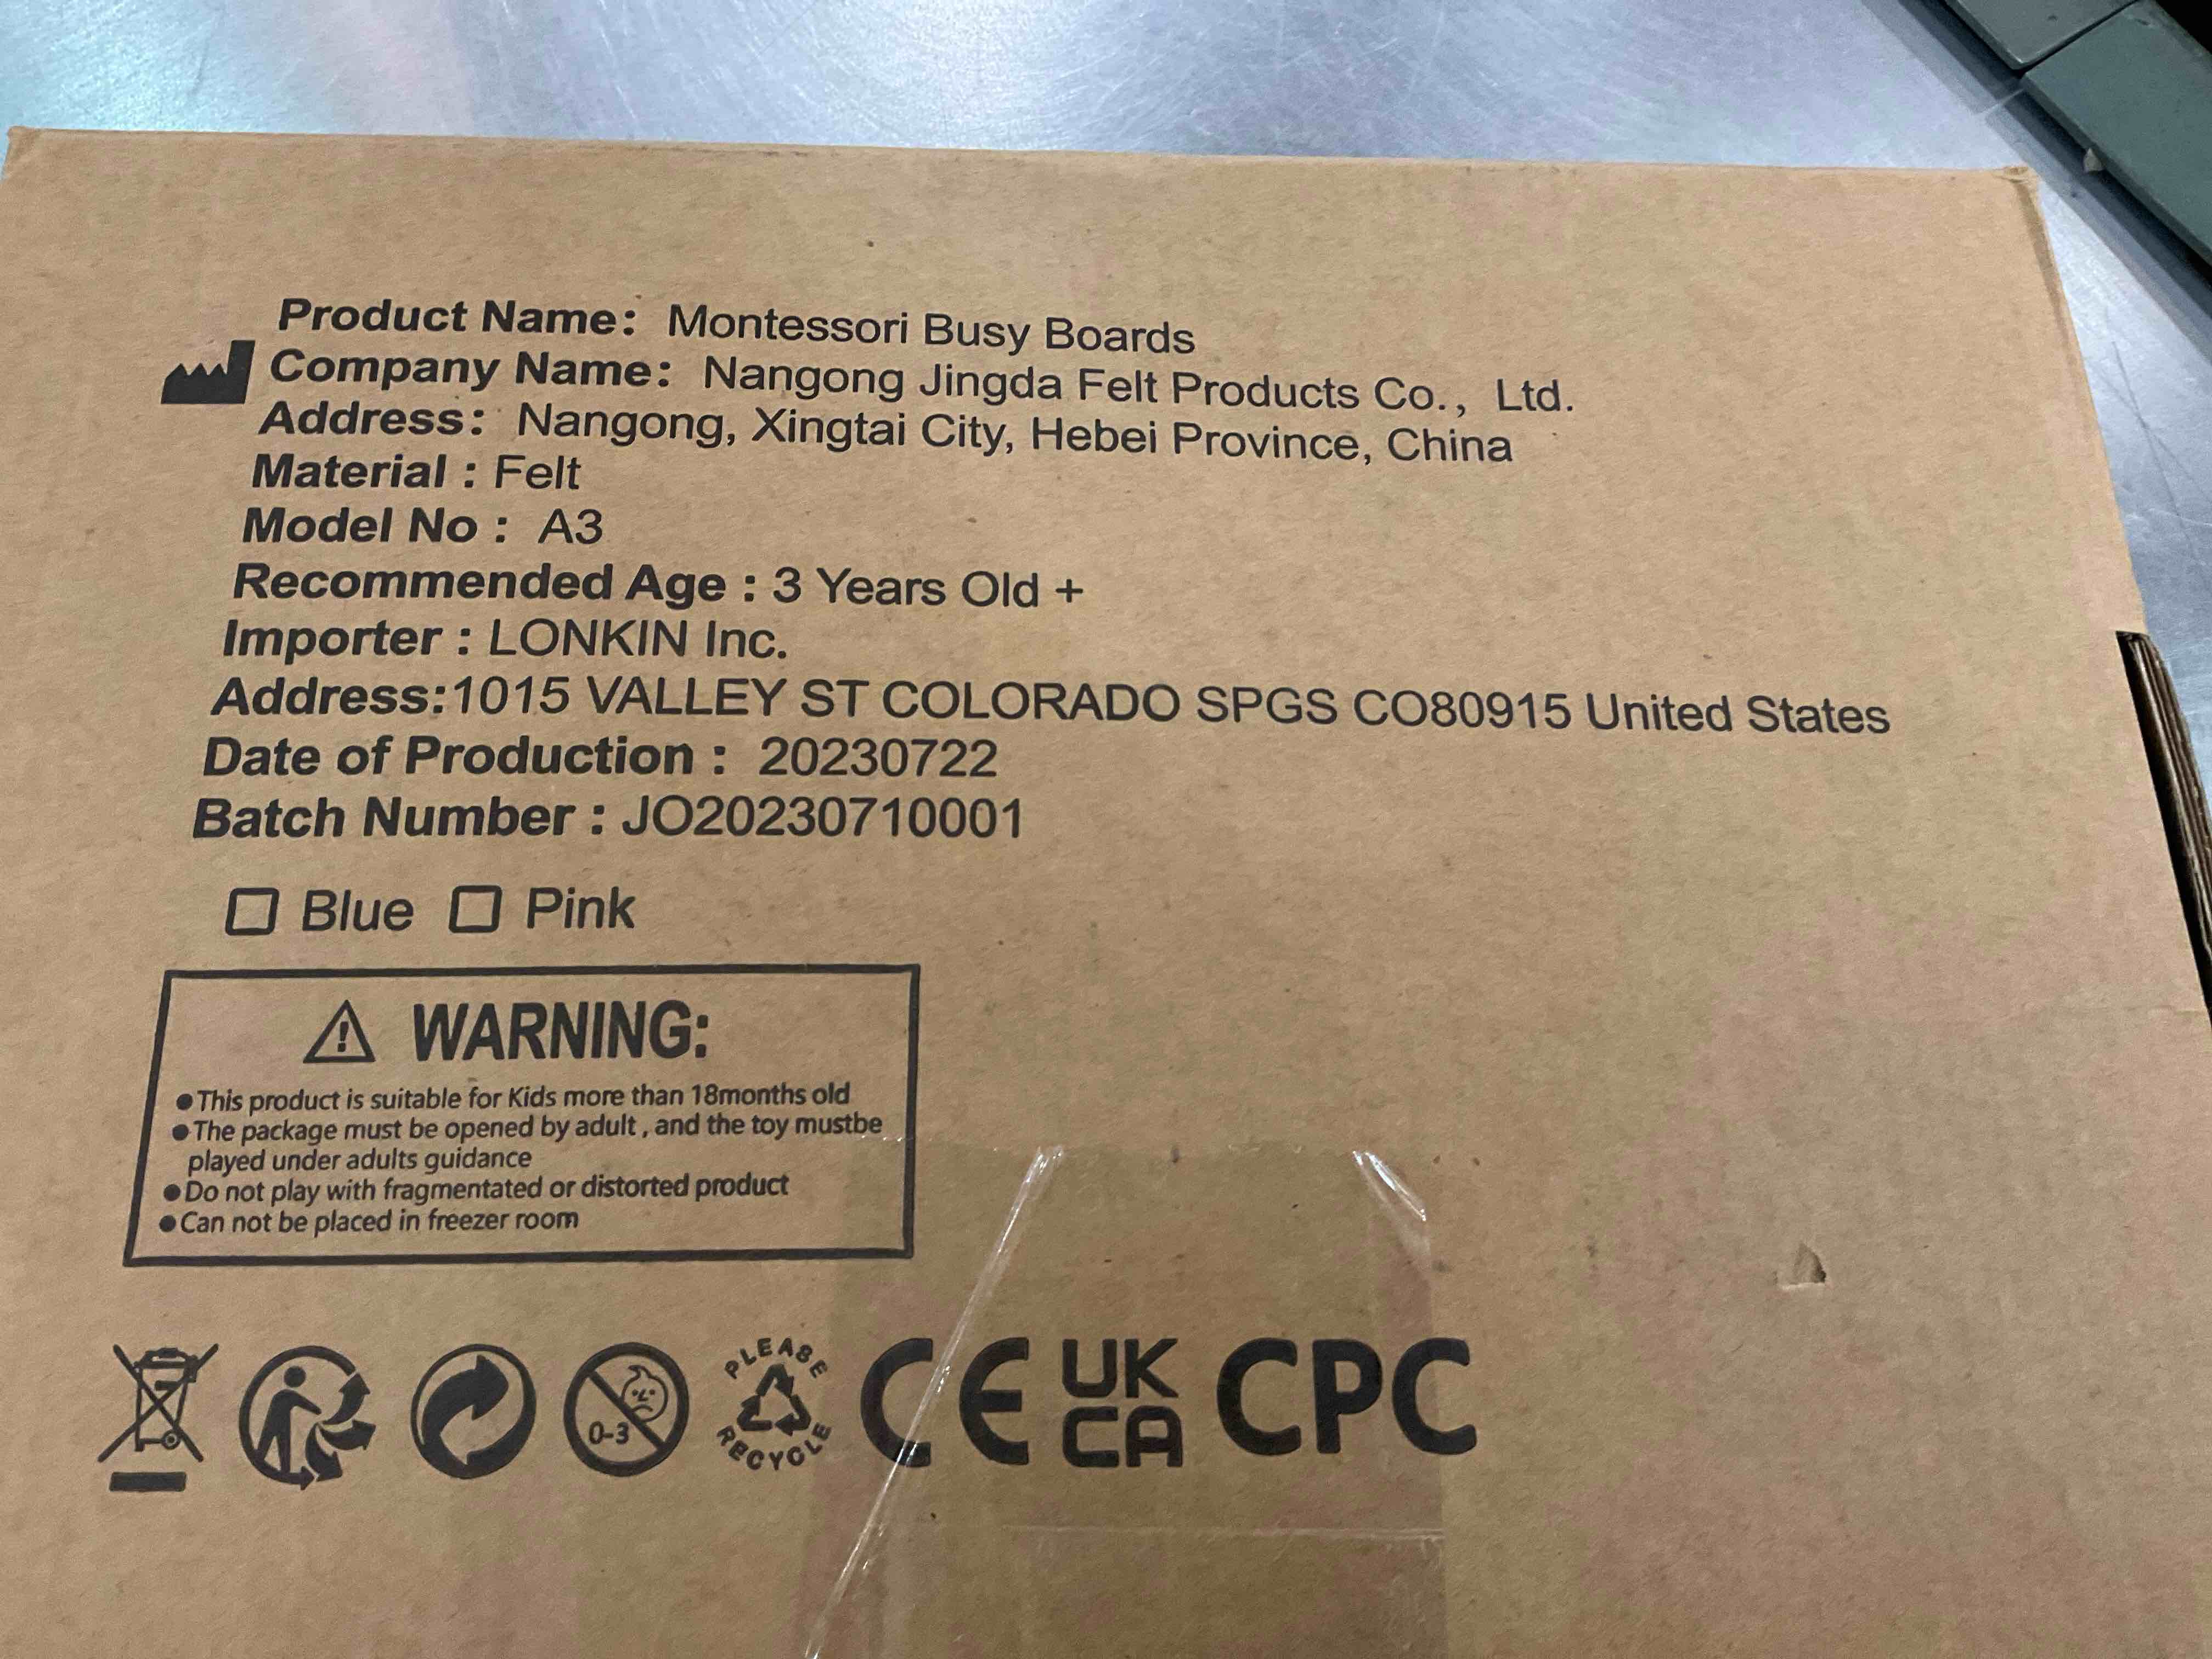 Product Name: Montessori Busy Boards
Company Name: Nangong Jingda Felt Products Co., Ltd.
Address: Nangong, Xingtai City, Hebei Province, China
Material : Felt
Model No : A3
Recommended Age : 3 Years Old +
Importer : LONKIN Inc.
Address:1015 VALLEY ST COLORADO SPGS CO80915 United States
Date of Production : 20230722
Batch Number : JO20230710001
Blue Pink
WARNING:
●This product is suitable for Kids more than 18months old
●The package must be opened by adult , and the toy mustbe
played under adults guidance
●Do not play with fragmentated or distorted product
●Can not be placed in freezer room
0-3
PLEASE
RECYCLE
CE
UK
CA
CPC